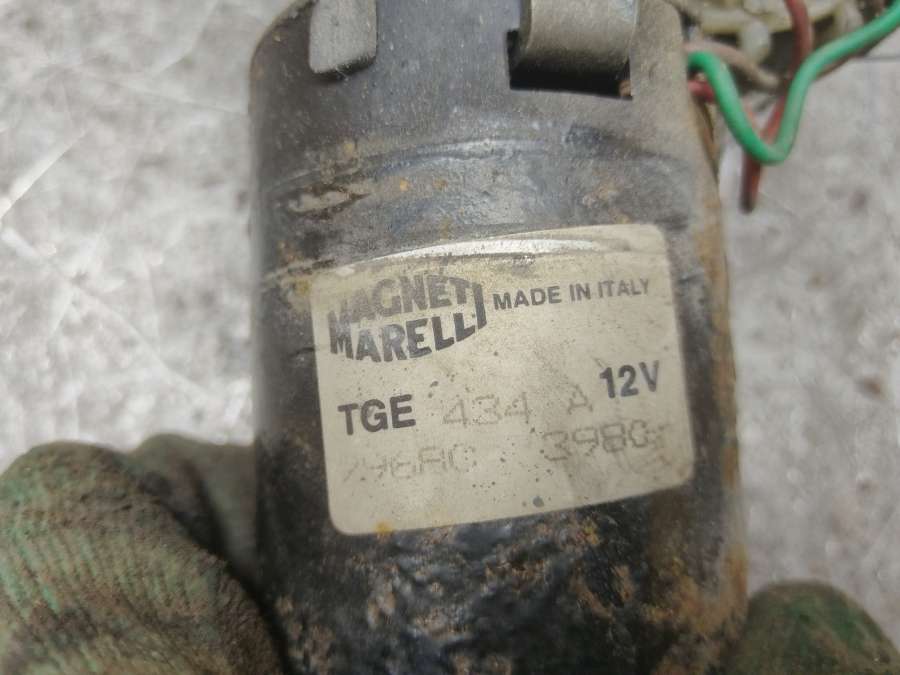 MAGNETI
MARELLI
MADE IN ITALY
TGE 434 A 12V